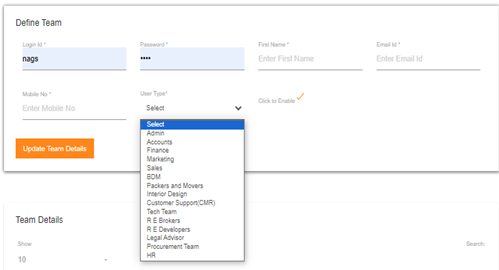 Define Team
Login Id * Password * First Name * Email Id *
nags •••• Enter First Name Enter Email Id
Mobile No * User Type* Click to Enable
Enter Mobile No Select
Select
Admin
Accounts
Finance
Marketing
Sales
BDM
Packers and Movers
Interior Design
Customer Support(CMR)
Tech Team
R E Brokers
R E Developers
Legal Advisor
Procurement Team
HR
Update Team Details
Team Details
Show Search:
10